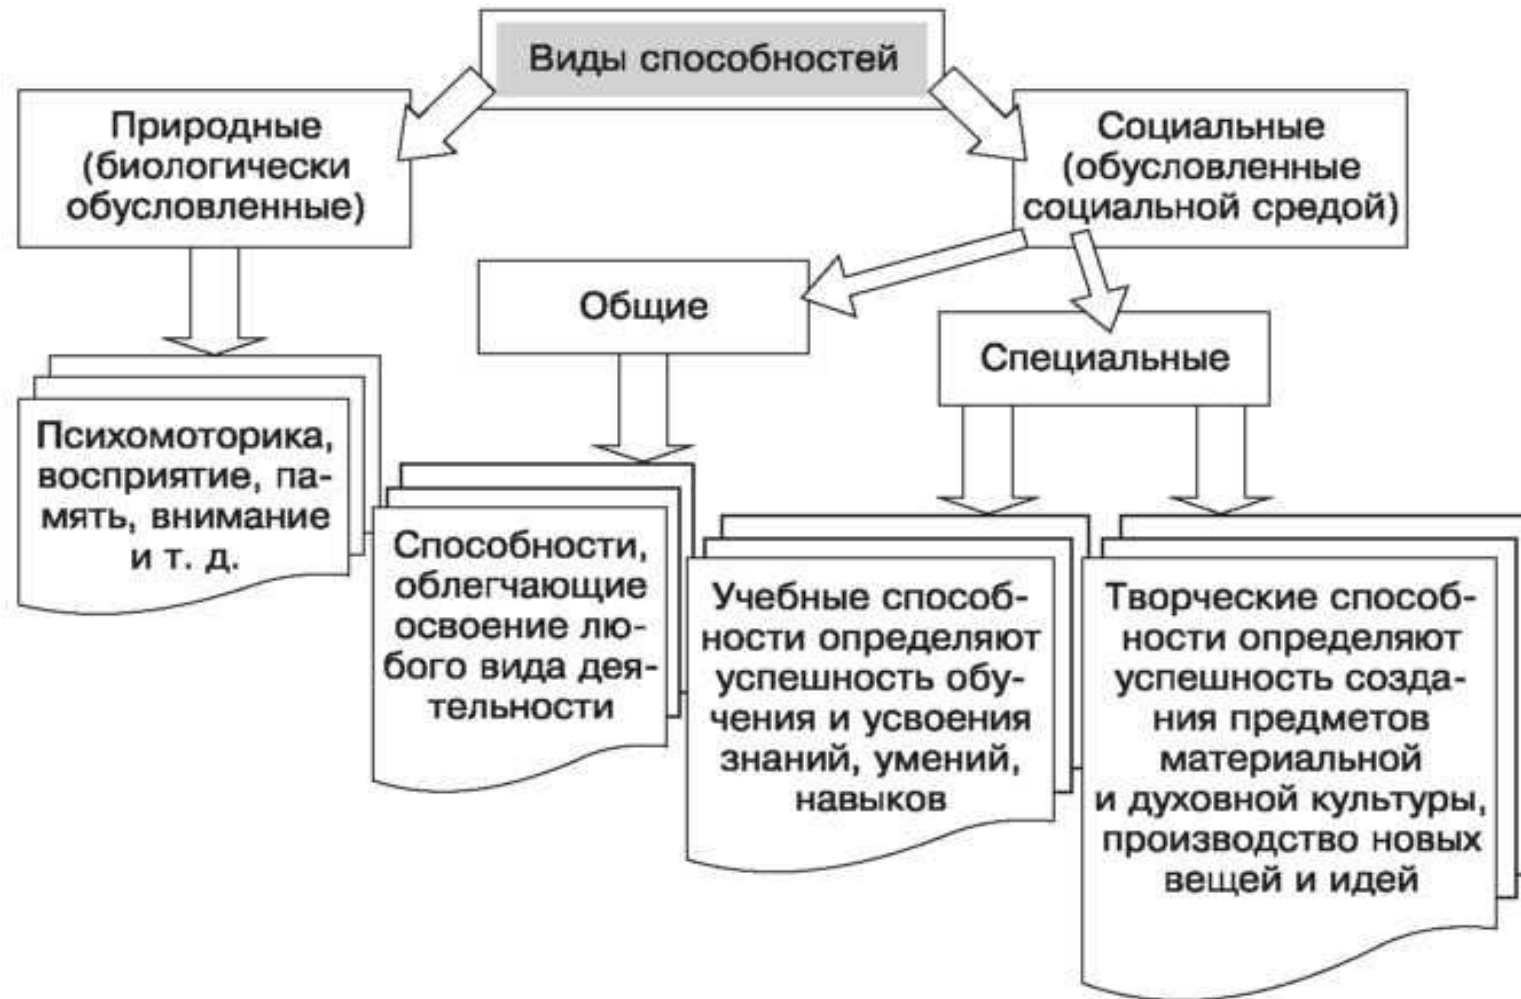 Виды способностей
Природные
(биологически
обусловленные)
Социальные
(обусловленные
социальной средой)
Общие
Специальные
Психомоторика,
восприятие, па-
мять, внимание
и т. д.
Способности,
облегчающие
освоение лю-
бого вида дея-
тельности
Учебные способ-
ности определяют
успешность обу-
чения и усвоения
знаний, умений,
навыков
Творческие способ-
ности определяют
успешность созда-
ния предметов
материальной
и духовной культуры,
производство новых
вещей и идей